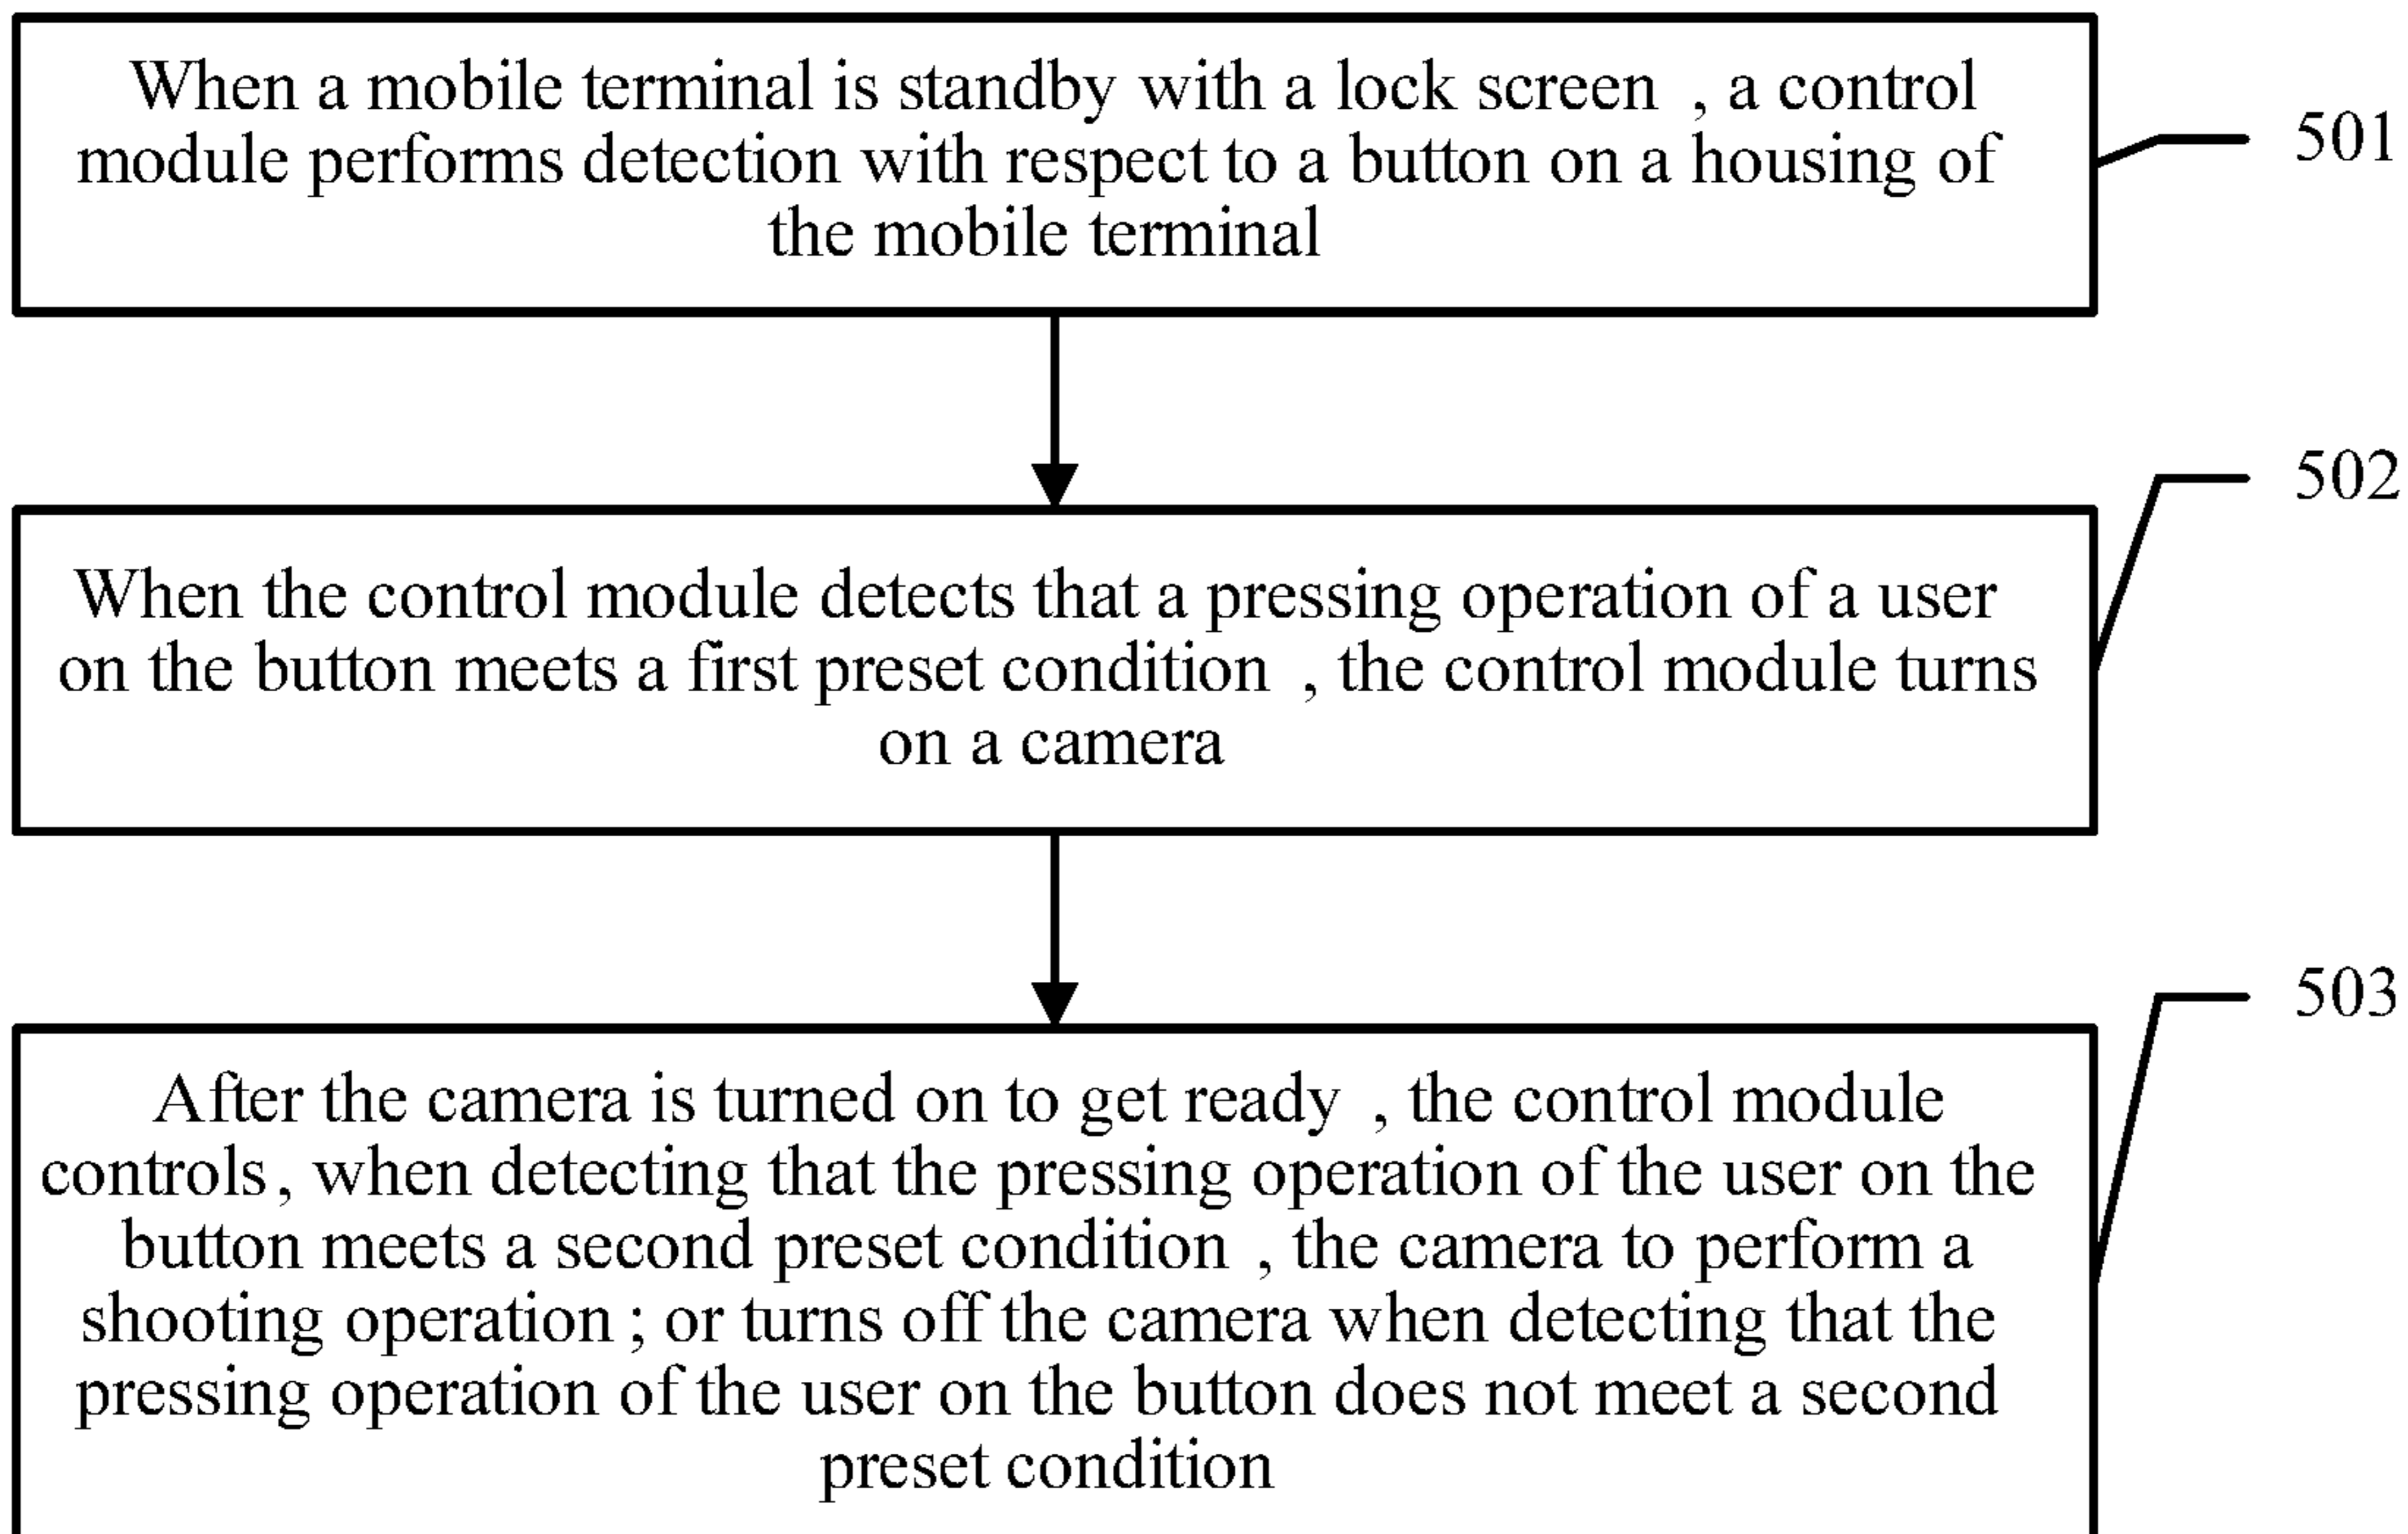 When a mobile terminal is standby with a lock screen , a control
module performs detection with respect to a button on a housing of
the mobile terminal
501
When the control module detects that a pressing operation of a user
on the button meets a first preset condition , the control module turns
on a camera
502
After the camera is turned on to get ready , the control module
controls, when detecting that the pressing operation of the user on the
button meets a second preset condition , the camera to perform a
shooting operation ; or turns off the camera when detecting that the
pressing operation of the user on the button does not meet a second
preset condition
503